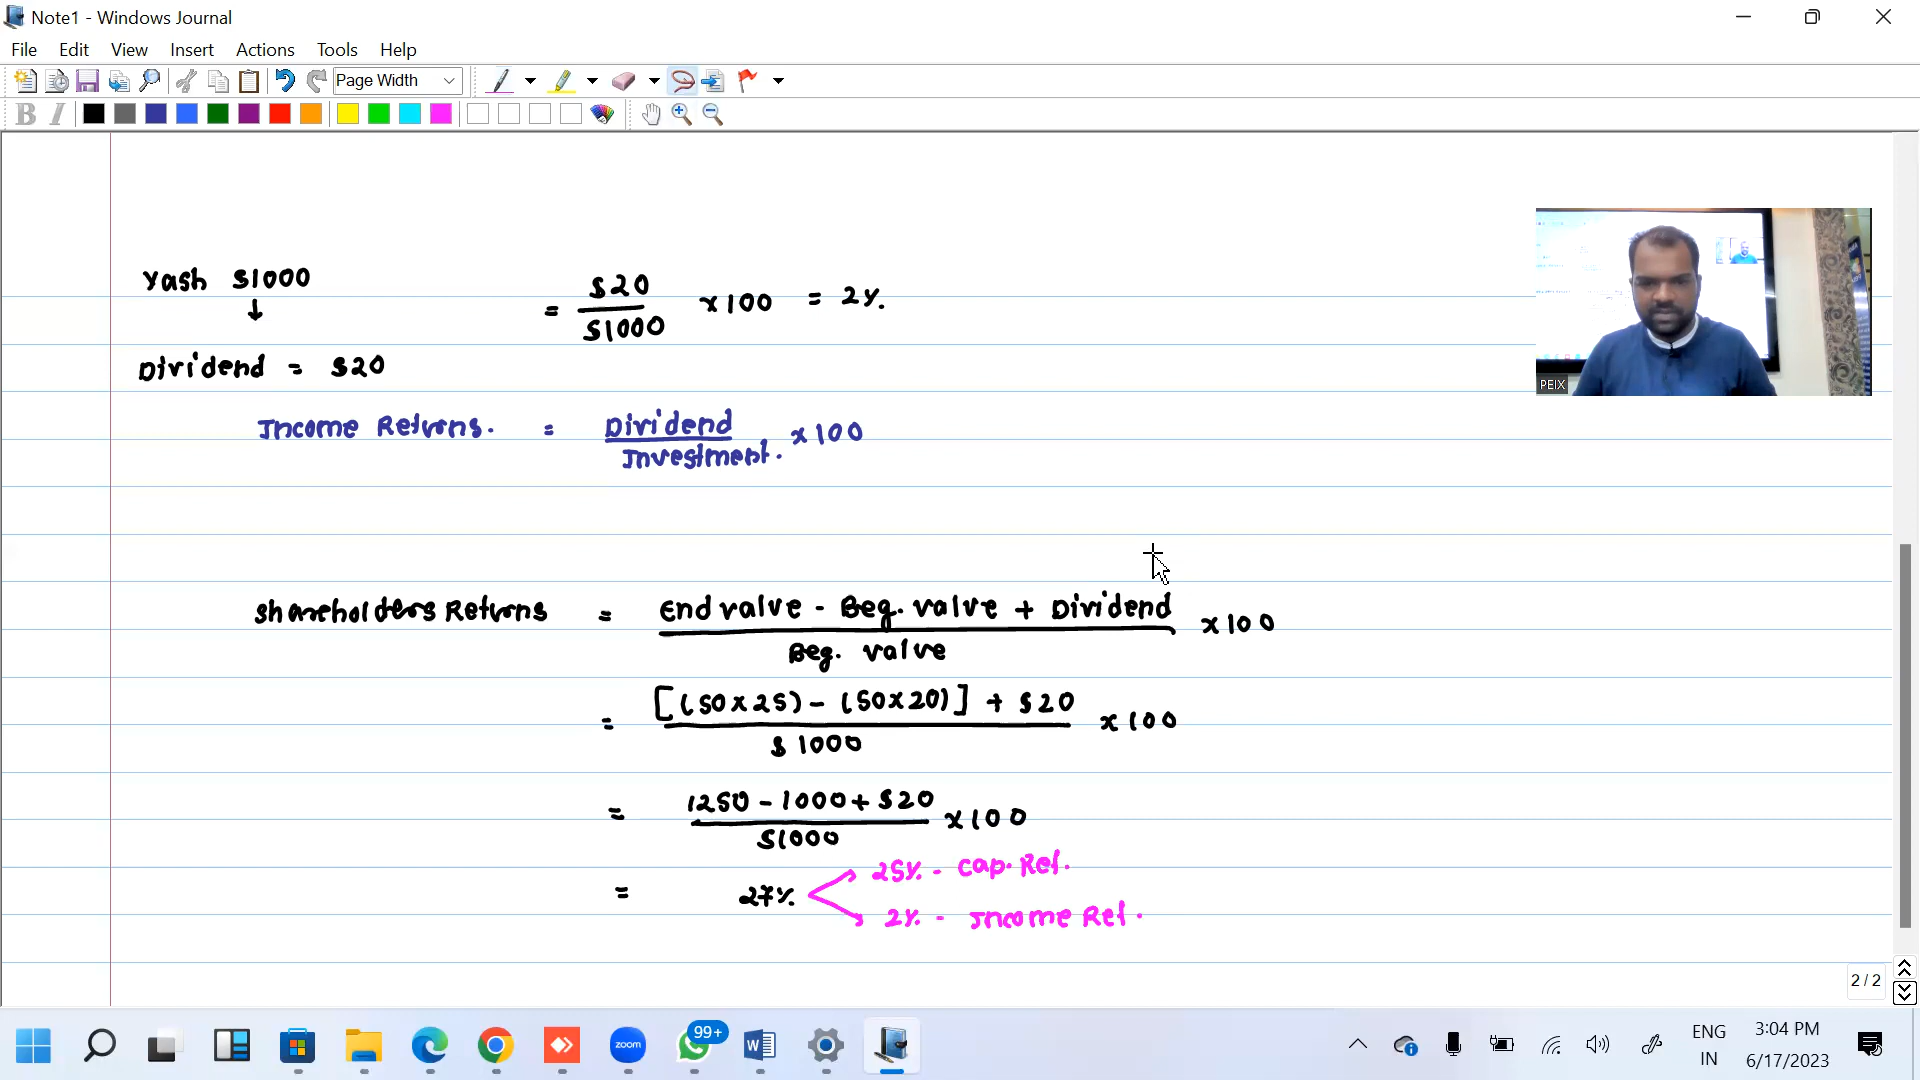 Note1 - Windows Journal
File Edit View Insert Actions Tools Help
Page Width
B I
Yash $1000
= $20 / $1000 x100 = 2%.
Dividend = $20
Income Returns. = Dividend / Investment. x100
PEIX
Shareholders Returns = End value - Beg. value + Dividend / Beg. value x100
= [(50x25) - (50x20)] + $20 / $1000 x100
= 1250 - 1000 + $20 / $1000 x100
= 27%
25% - Cap. Ret.
2% - Income Ret.
2 / 2
99+
zoom
ENG
IN
3:04 PM
6/17/2023